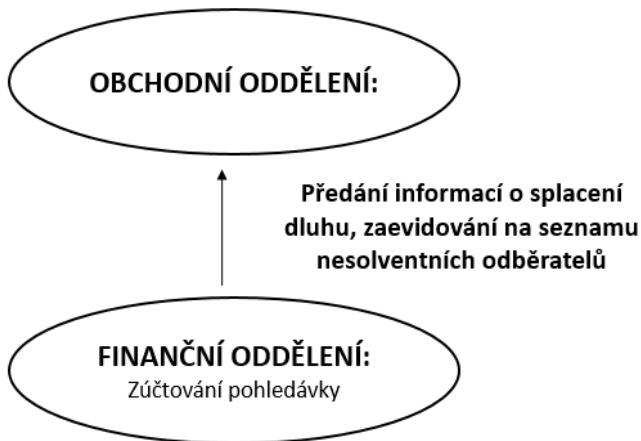 OBCHODNÍ ODDĚLENÍ:
Předání informací o splacení
dluhu, zaevidování na seznamu
nesolventních odběratelů
FINANČNÍ ODDĚLENÍ:
Zúčtování pohledávky